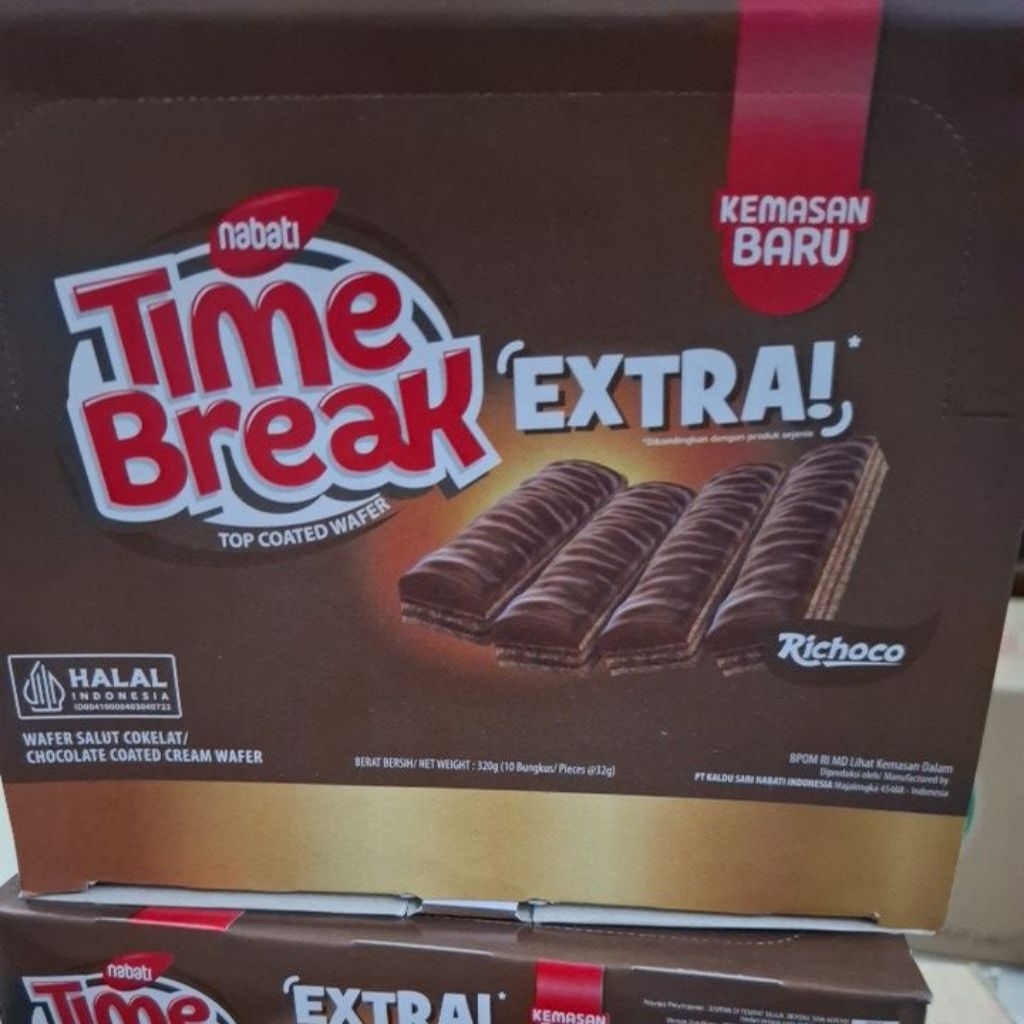 KEMASAN
BARU
nabati
Time
Break
EXTRA!*
*Dibandingkan dengan produk sejenis
TOP COATED WAFER
Richoco
HALAL
INDONESIA
WAFER SALUT COKELAT/
CHOCOLATE COATED CREAM WAFER
BERAT BERSIH/ NET WEIGHT : 320g (10 Bungkus/ Pieces @32g)
BPOM RI MD Lihat Kemasan Dalam
Diproduksi oleh/ Manufactured by
PT KALDU SARI NABATI INDONESIA Majalengka 45468 - Indonesia
nabati
Time
EXTRA!*
KEMASAN